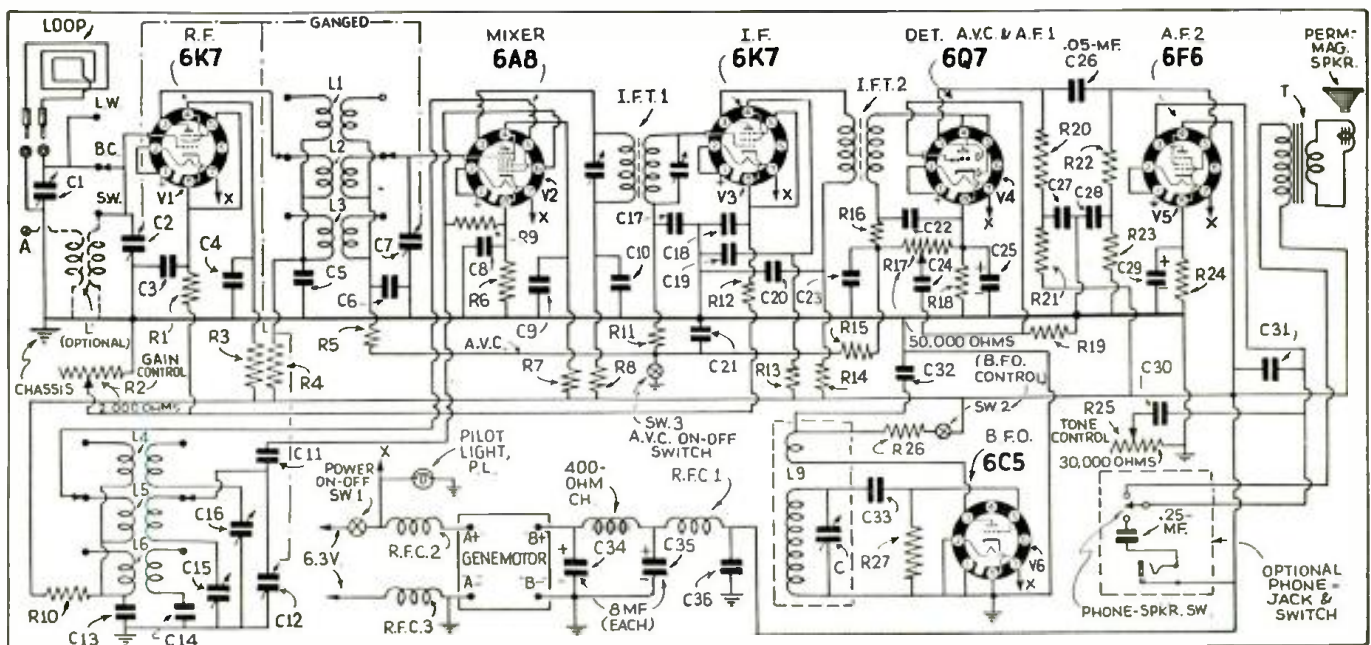 LOOP
GANGED
R.F.
6K7
MIXER
6A8
I.F.
6K7
DET. A.V.C. & A.F.1
6Q7
.05-MF.
C26
A.F.2
6F6
PERM-
MAG.
SPKR.
L.W.
BC.
SW.
A
L
(OPTIONAL)
CHASSIS
C1
C2
C3
V1
X
R1
C4
R2
GAIN
CONTROL
2,000 OHMS
R3
R4
L1
L2
L3
C5
C6
C7
R5
V2
X
R9
C8
R6
C9
R7
R8
C10
I.F.T.1
R11
A.V.C.
SW.3
A.V.C. ON-OFF
SWITCH
C17
C18
C19
V3
X
R12
C20
C21
I.F.T.2
R13
R14
R15
R16
C22
R17
C23
C24
R18
C25
V4
X
50,000 OHMS
(B.F.O.
CONTROL)
R19
R20
R21
C27
C28
R22
R23
C29
V5
X
R24
T
C31
C30
R25
TONE
CONTROL
30,000 OHMS
C32
SW.2
R26
B.F.O.
6C5
L9
C
C33
R27
V6
X
L4
L5
L6
R10
C13
C14
C15
C16
C11
C12
POWER
ON-OFF
SW.1
X
PILOT
LIGHT,
P.L.
6.3V.
R.F.C.2
R.F.C.3
A+
A-
GENEMOTOR
B+
B-
400-
OHM
CH.
C34
8 MF.
(EACH)
C35
R.F.C 1
C36
.25-
MF.
PHONE-SPKR. SW.
OPTIONAL
PHONE-
JACK &
SWITCH